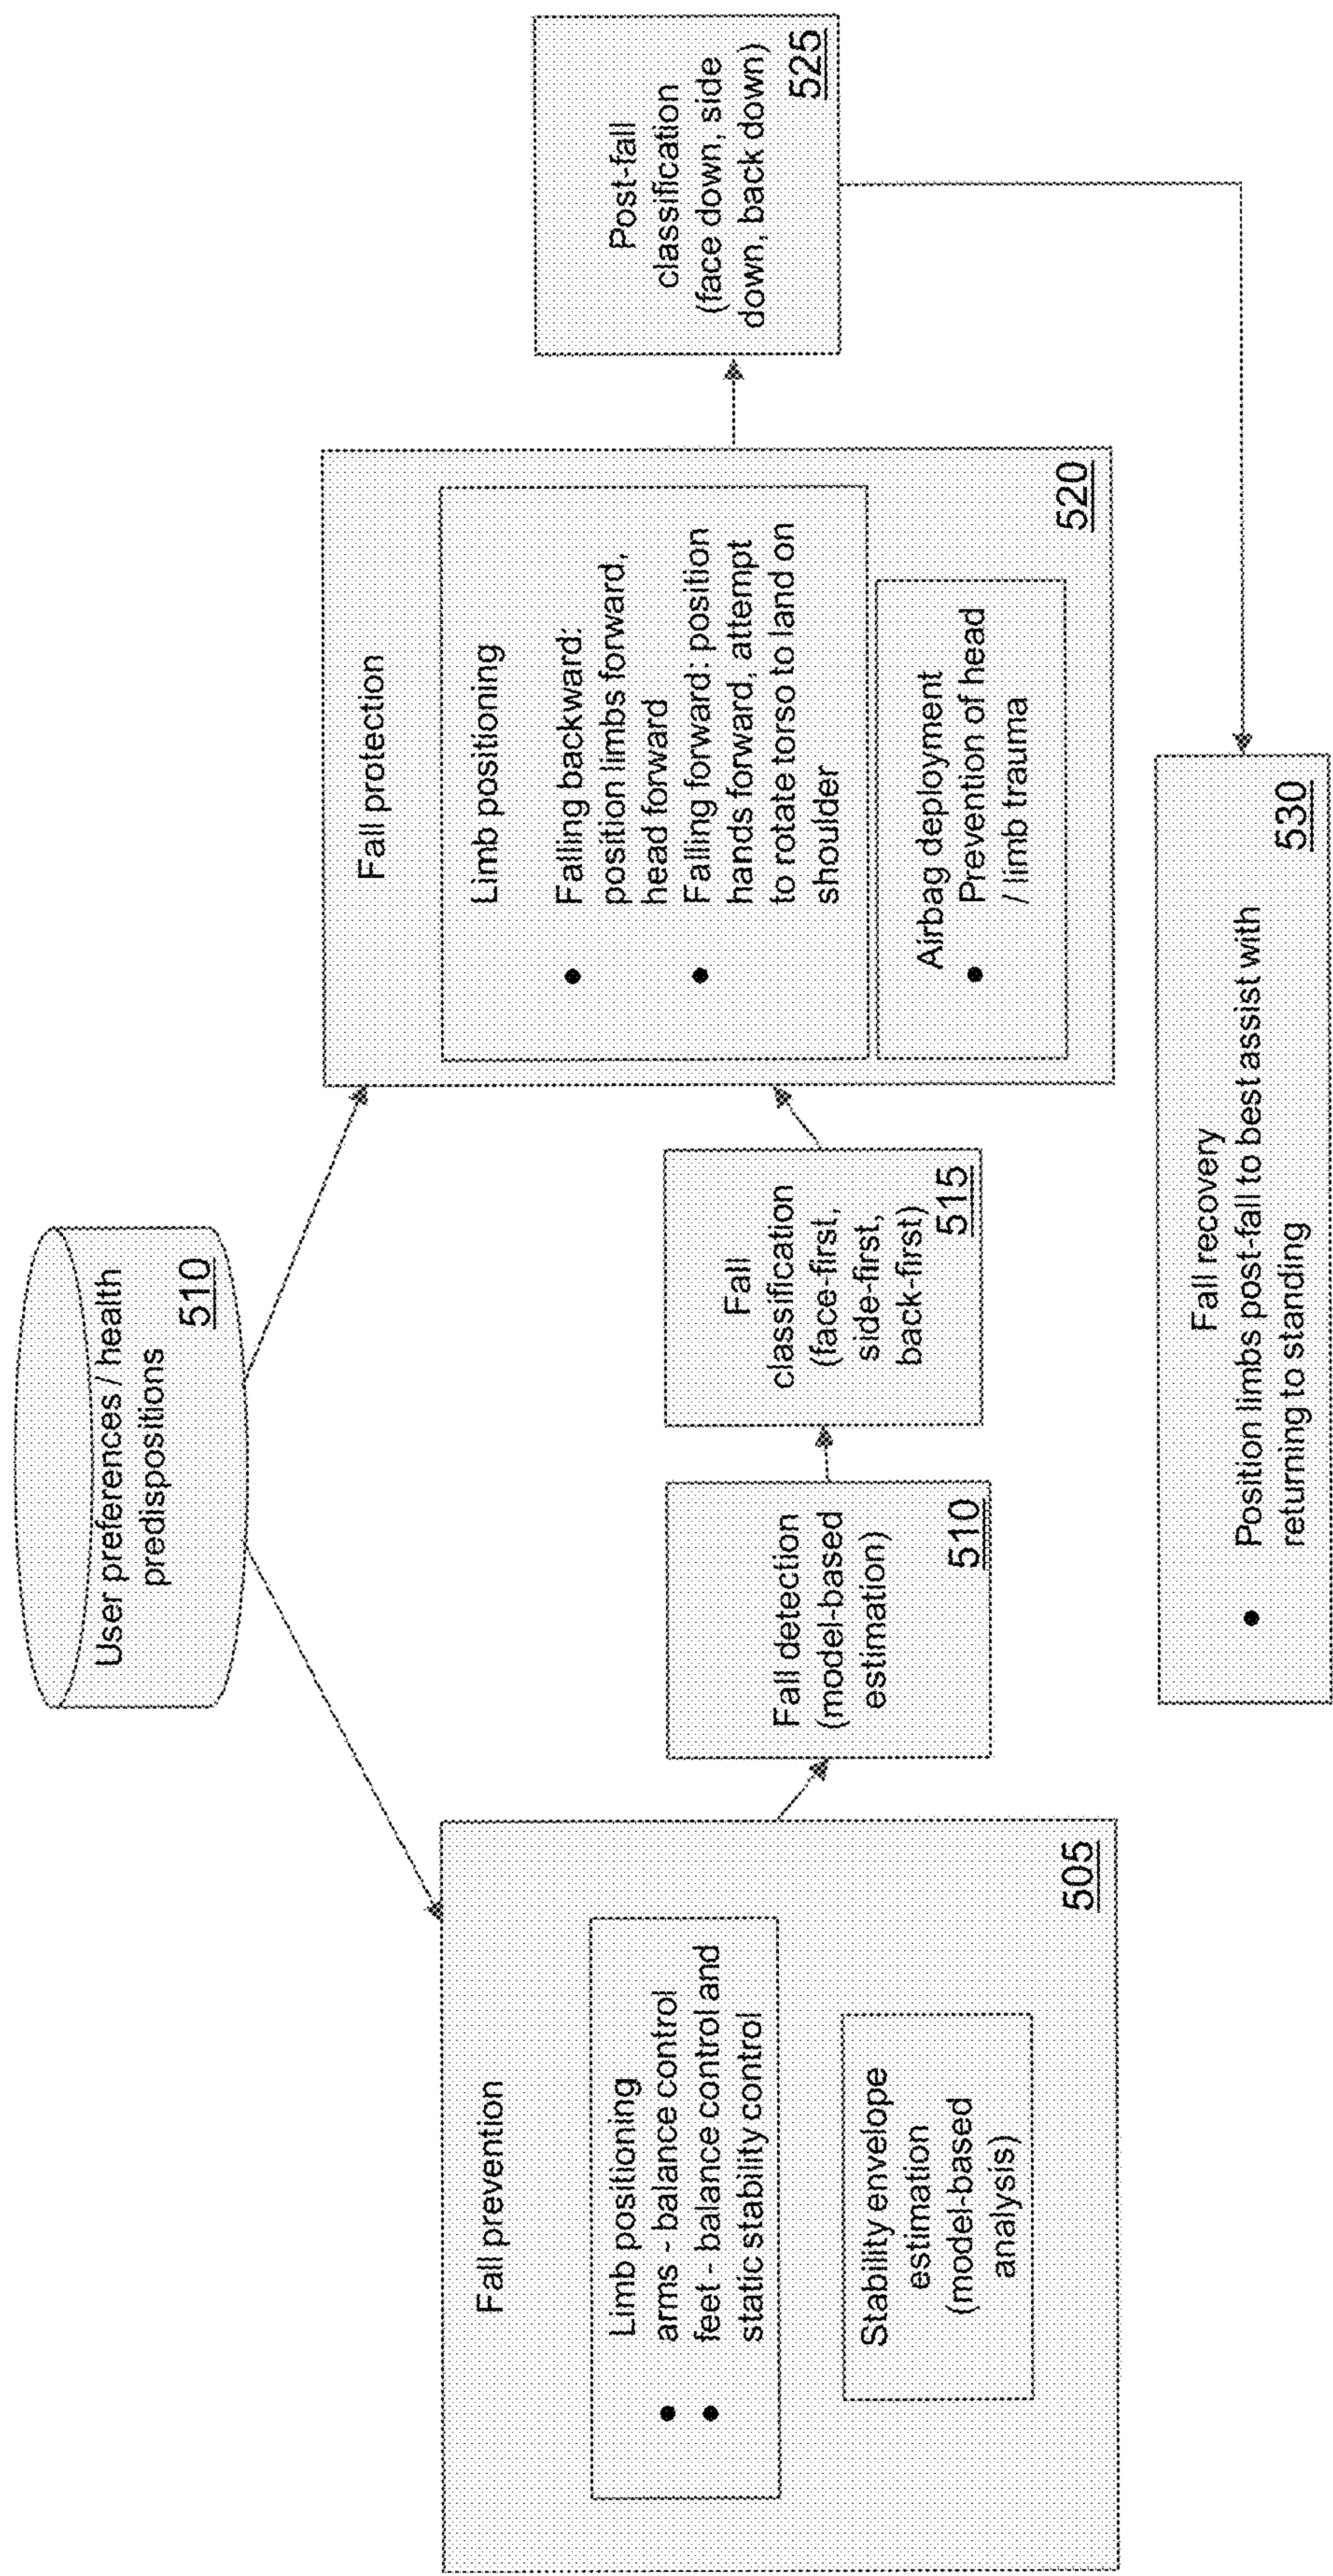 User preferences / health
predispositions
510
Fall prevention
Limb positioning
● arms - balance control
● feet - balance control and
static stability control
Stability envelope
estimation
(model-based
analysis)
505
Fall detection
(model-based
estimation)
510
Fall
classification
(face-first,
side-first,
back-first)
515
Fall protection
Limb positioning
● Falling backward:
position limbs forward,
head forward
● Falling forward: position
hands forward, attempt
to rotate torso to land on
shoulder
Airbag deployment
● Prevention of head
/ limb trauma
520
Post-fall
classification
(face down, side
down, back down)
525
Fall recovery
● Position limbs post-fall to best assist with
returning to standing
530